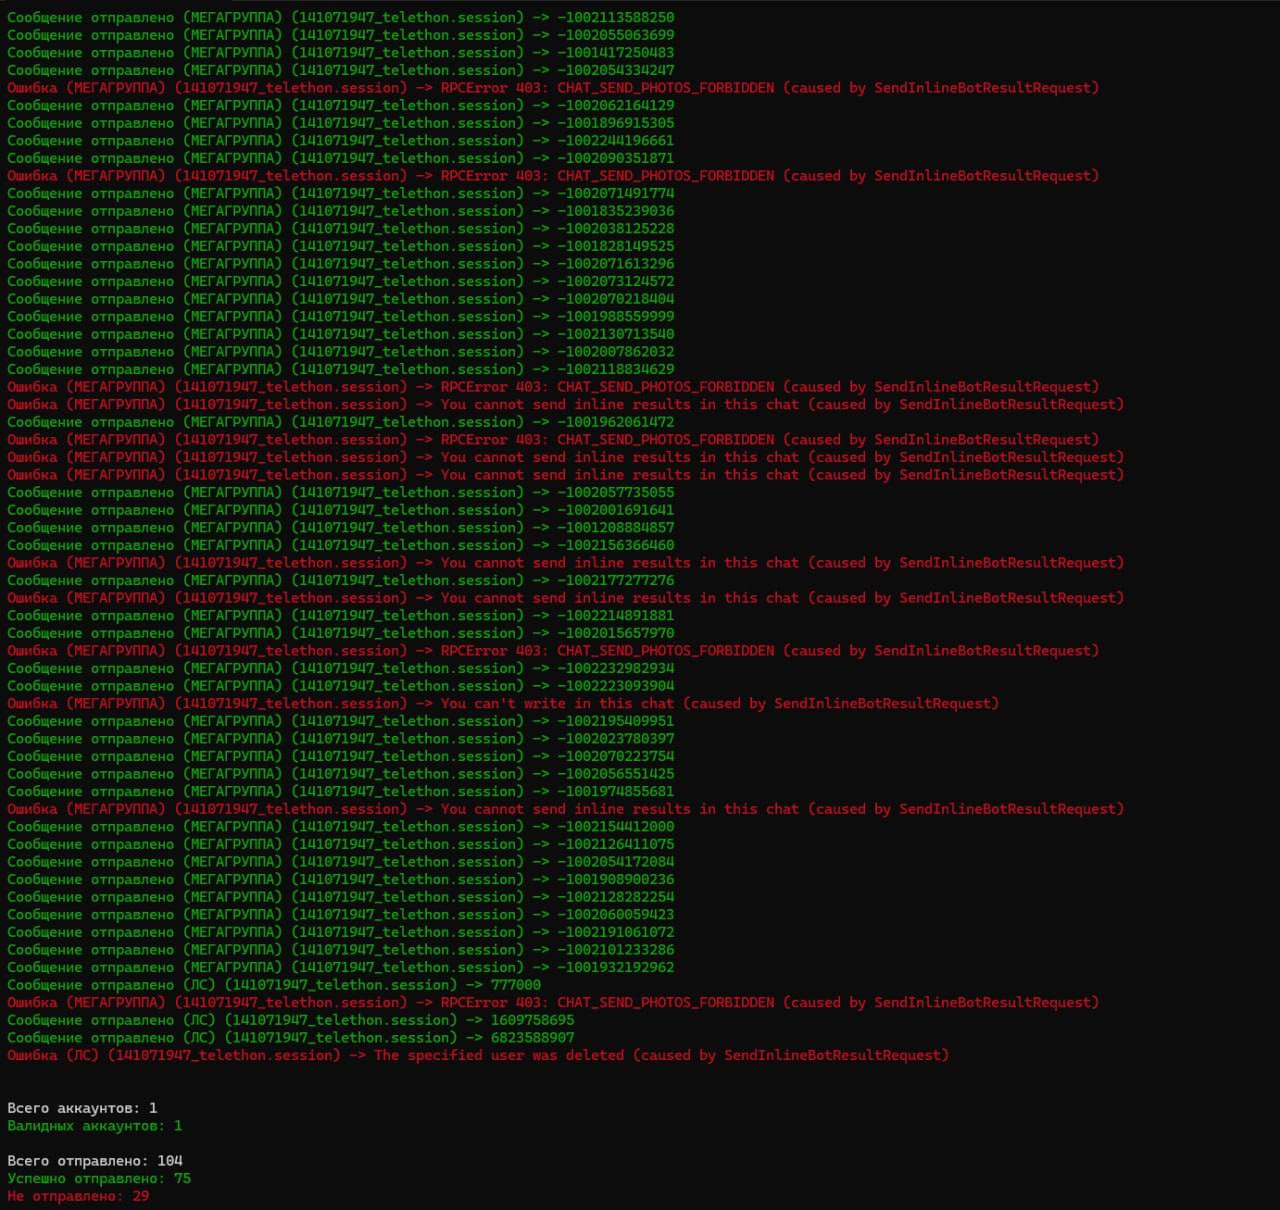 Сообщение отправлено (МЕГАГРУППА) (141071947_telethon.session) -> -1002113588250
Сообщение отправлено (МЕГАГРУППА) (141071947_telethon.session) -> -1002055063699
Сообщение отправлено (МЕГАГРУППА) (141071947_telethon.session) -> -1001417250483
Сообщение отправлено (МЕГАГРУППА) (141071947_telethon.session) -> -1002054334247
Ошибка (МЕГАГРУППА) (141071947_telethon.session) -> RPCError 403: CHAT_SEND_PHOTOS_FORBIDDEN (caused by SendInlineBotResultRequest)
Сообщение отправлено (МЕГАГРУППА) (141071947_telethon.session) -> -1002062164129
Сообщение отправлено (МЕГАГРУППА) (141071947_telethon.session) -> -1001896915305
Сообщение отправлено (МЕГАГРУППА) (141071947_telethon.session) -> -1002244196661
Сообщение отправлено (МЕГАГРУППА) (141071947_telethon.session) -> -1002090351871
Ошибка (МЕГАГРУППА) (141071947_telethon.session) -> RPCError 403: CHAT_SEND_PHOTOS_FORBIDDEN (caused by SendInlineBotResultRequest)
Сообщение отправлено (МЕГАГРУППА) (141071947_telethon.session) -> -1002071491774
Сообщение отправлено (МЕГАГРУППА) (141071947_telethon.session) -> -1001835239036
Сообщение отправлено (МЕГАГРУППА) (141071947_telethon.session) -> -1002038125228
Сообщение отправлено (МЕГАГРУППА) (141071947_telethon.session) -> -1001828149525
Сообщение отправлено (МЕГАГРУППА) (141071947_telethon.session) -> -1002071613296
Сообщение отправлено (МЕГАГРУППА) (141071947_telethon.session) -> -1002073124572
Сообщение отправлено (МЕГАГРУППА) (141071947_telethon.session) -> -1002070218404
Сообщение отправлено (МЕГАГРУППА) (141071947_telethon.session) -> -1001988559999
Сообщение отправлено (МЕГАГРУППА) (141071947_telethon.session) -> -1002130713540
Сообщение отправлено (МЕГАГРУППА) (141071947_telethon.session) -> -1002007862032
Сообщение отправлено (МЕГАГРУППА) (141071947_telethon.session) -> -1002118834629
Ошибка (МЕГАГРУППА) (141071947_telethon.session) -> RPCError 403: CHAT_SEND_PHOTOS_FORBIDDEN (caused by SendInlineBotResultRequest)
Ошибка (МЕГАГРУППА) (141071947_telethon.session) -> You cannot send inline results in this chat (caused by SendInlineBotResultRequest)
Сообщение отправлено (МЕГАГРУППА) (141071947_telethon.session) -> -1001962061472
Ошибка (МЕГАГРУППА) (141071947_telethon.session) -> RPCError 403: CHAT_SEND_PHOTOS_FORBIDDEN (caused by SendInlineBotResultRequest)
Ошибка (МЕГАГРУППА) (141071947_telethon.session) -> You cannot send inline results in this chat (caused by SendInlineBotResultRequest)
Ошибка (МЕГАГРУППА) (141071947_telethon.session) -> You cannot send inline results in this chat (caused by SendInlineBotResultRequest)
Сообщение отправлено (МЕГАГРУППА) (141071947_telethon.session) -> -1002057735055
Сообщение отправлено (МЕГАГРУППА) (141071947_telethon.session) -> -1002001691641
Сообщение отправлено (МЕГАГРУППА) (141071947_telethon.session) -> -1001208884857
Сообщение отправлено (МЕГАГРУППА) (141071947_telethon.session) -> -1002156366460
Ошибка (МЕГАГРУППА) (141071947_telethon.session) -> You cannot send inline results in this chat (caused by SendInlineBotResultRequest)
Сообщение отправлено (МЕГАГРУППА) (141071947_telethon.session) -> -1002177277276
Ошибка (МЕГАГРУППА) (141071947_telethon.session) -> You cannot send inline results in this chat (caused by SendInlineBotResultRequest)
Сообщение отправлено (МЕГАГРУППА) (141071947_telethon.session) -> -1002214891881
Сообщение отправлено (МЕГАГРУППА) (141071947_telethon.session) -> -1002015657970
Ошибка (МЕГАГРУППА) (141071947_telethon.session) -> RPCError 403: CHAT_SEND_PHOTOS_FORBIDDEN (caused by SendInlineBotResultRequest)
Сообщение отправлено (МЕГАГРУППА) (141071947_telethon.session) -> -1002232982934
Сообщение отправлено (МЕГАГРУППА) (141071947_telethon.session) -> -1002223093904
Ошибка (МЕГАГРУППА) (141071947_telethon.session) -> You can't write in this chat (caused by SendInlineBotResultRequest)
Сообщение отправлено (МЕГАГРУППА) (141071947_telethon.session) -> -1002195409951
Сообщение отправлено (МЕГАГРУППА) (141071947_telethon.session) -> -1002023780397
Сообщение отправлено (МЕГАГРУППА) (141071947_telethon.session) -> -1002070223754
Сообщение отправлено (МЕГАГРУППА) (141071947_telethon.session) -> -1002056551425
Сообщение отправлено (МЕГАГРУППА) (141071947_telethon.session) -> -1001974855681
Ошибка (МЕГАГРУППА) (141071947_telethon.session) -> You cannot send inline results in this chat (caused by SendInlineBotResultRequest)
Сообщение отправлено (МЕГАГРУППА) (141071947_telethon.session) -> -1002154412000
Сообщение отправлено (МЕГАГРУППА) (141071947_telethon.session) -> -1002126411075
Сообщение отправлено (МЕГАГРУППА) (141071947_telethon.session) -> -1002054172084
Сообщение отправлено (МЕГАГРУППА) (141071947_telethon.session) -> -1001908900236
Сообщение отправлено (МЕГАГРУППА) (141071947_telethon.session) -> -1002128282254
Сообщение отправлено (МЕГАГРУППА) (141071947_telethon.session) -> -1002060059423
Сообщение отправлено (МЕГАГРУППА) (141071947_telethon.session) -> -1002191061072
Сообщение отправлено (МЕГАГРУППА) (141071947_telethon.session) -> -1002101233286
Сообщение отправлено (МЕГАГРУППА) (141071947_telethon.session) -> -1001932192962
Сообщение отправлено (ЛС) (141071947_telethon.session) -> 777000
Ошибка (МЕГАГРУППА) (141071947_telethon.session) -> RPCError 403: CHAT_SEND_PHOTOS_FORBIDDEN (caused by SendInlineBotResultRequest)
Сообщение отправлено (ЛС) (141071947_telethon.session) -> 1609758695
Сообщение отправлено (ЛС) (141071947_telethon.session) -> 6823588907
Ошибка (ЛС) (141071947_telethon.session) -> The specified user was deleted (caused by SendInlineBotResultRequest)
Всего аккаунтов: 1
Валидных аккаунтов: 1
Всего отправлено: 104
Успешно отправлено: 75
Не отправлено: 29